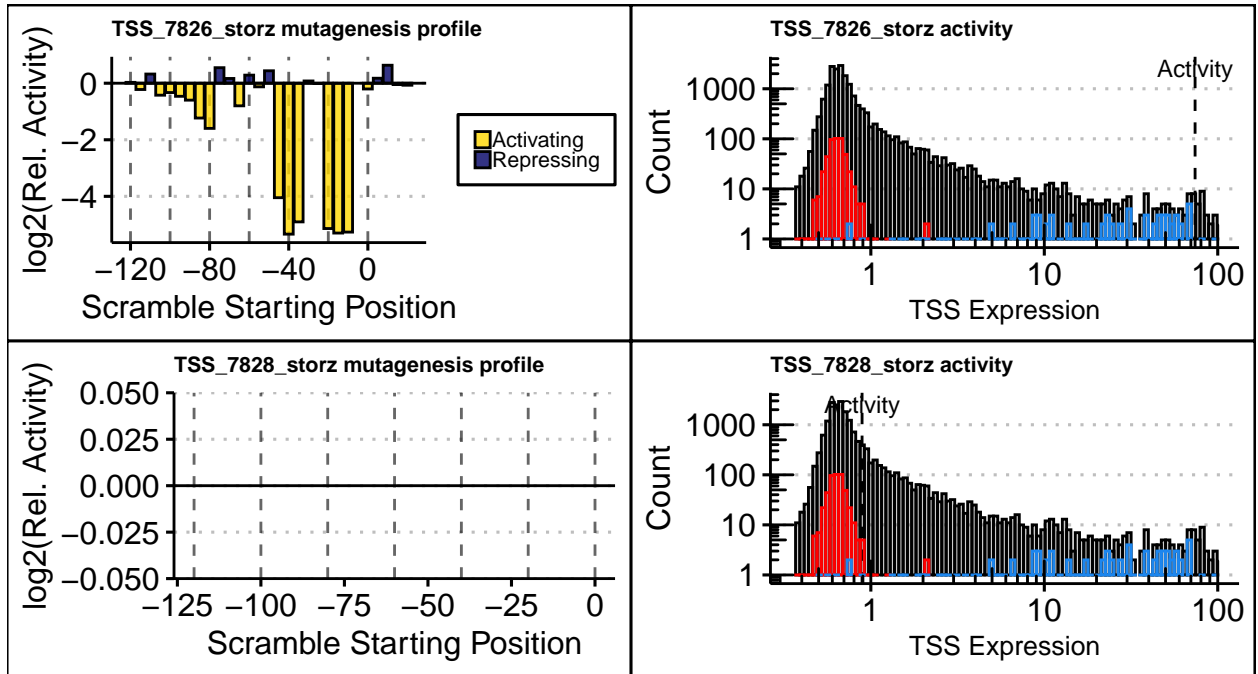 TSS_7826_storz mutagenesis profile
log2(Rel. Activity)
0
−2
−4
−120 −80 −40 0
Scramble Starting Position
Activating
Repressing
TSS_7826_storz activity
Activity
Count
1000
100
10
1
1 10 100
TSS Expression
TSS_7828_storz mutagenesis profile
log2(Rel. Activity)
0.050
0.025
0.000
−0.025
−0.050
−125 −100 −75 −50 −25 0
Scramble Starting Position
TSS_7828_storz activity
Activity
Count
1000
100
10
1
1 10 100
TSS Expression